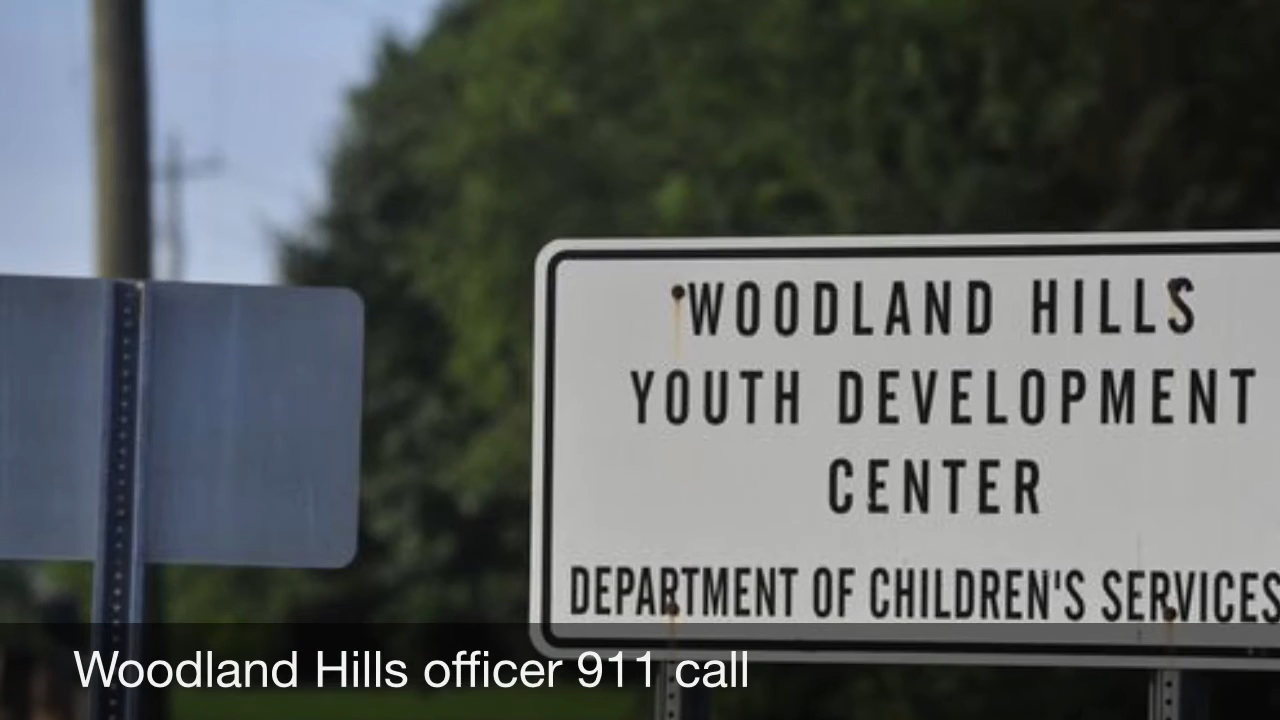 WOODLAND HILLS
YOUTH DEVELOPMENT
CENTER
DEPARTMENT OF CHILDREN'S SERVICES
Woodland Hills officer 911 call